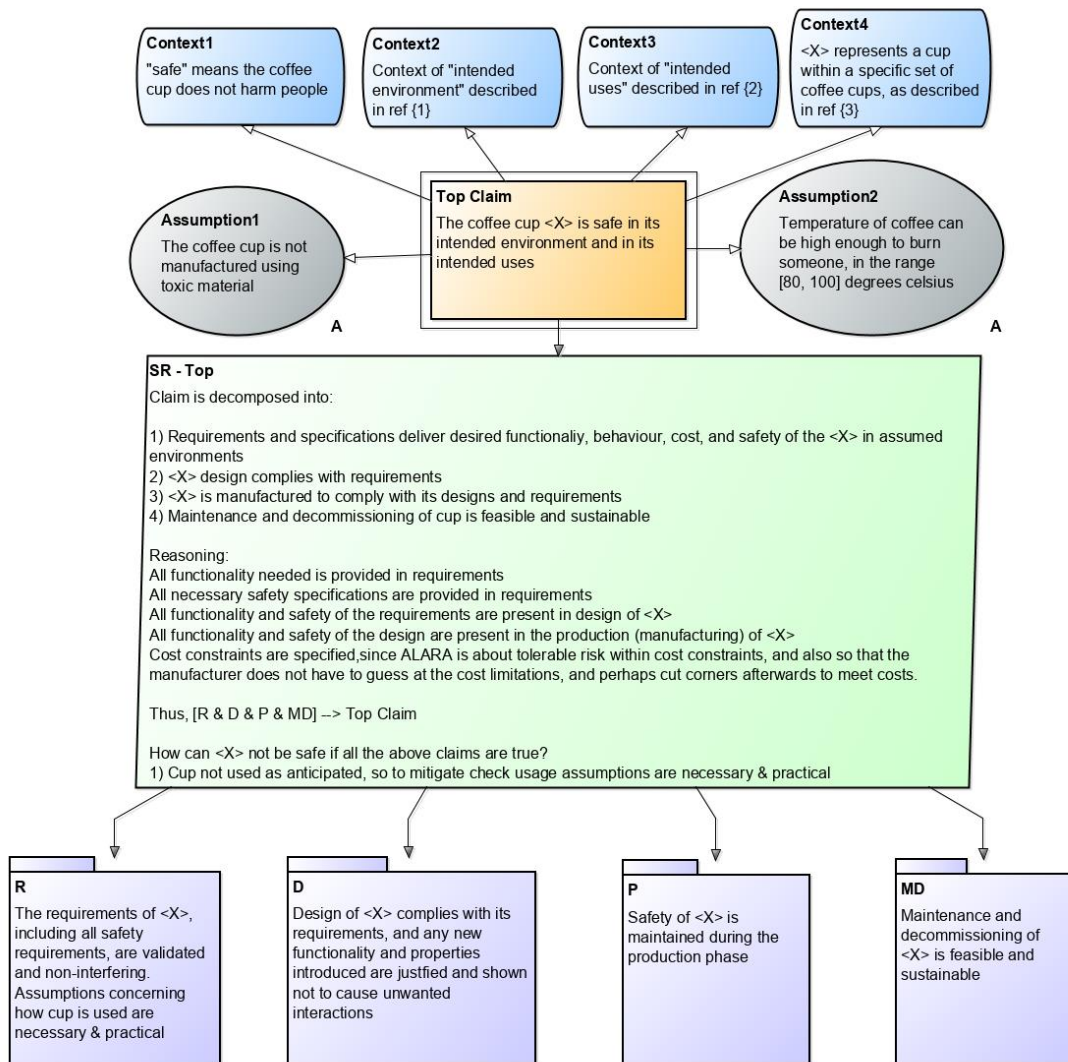 Context1
"safe" means the coffee
cup does not harm people
Context2
Context of "intended
environment" described
in ref {1}
Context3
Context of "intended
uses" described in ref {2}
Context4
<X> represents a cup
within a specific set of
coffee cups, as described
in ref {3}
Assumption1
The coffee cup is not
manufactured using
toxic material
A
Top Claim
The coffee cup <X> is safe in its
intended environment and in its
intended uses
Assumption2
Temperature of coffee can
be high enough to burn
someone, in the range
[80, 100] degrees celsius
A
SR - Top
Claim is decomposed into:
1) Requirements and specifications deliver desired functionaliy, behaviour, cost, and safety of the <X> in assumed
environments
2) <X> design complies with requirements
3) <X> is manufactured to comply with its designs and requirements
4) Maintenance and decommissioning of cup is feasible and sustainable
Reasoning:
All functionality needed is provided in requirements
All necessary safety specifications are provided in requirements
All functionality and safety of the requirements are present in design of <X>
All functionality and safety of the design are present in the production (manufacturing) of <X>
Cost constraints are specified,since ALARA is about tolerable risk within cost constraints, and also so that the
manufacturer does not have to guess at the cost limitations, and perhaps cut corners afterwards to meet costs.
Thus, [R & D & P & MD] --> Top Claim
How can <X> not be safe if all the above claims are true?
1) Cup not used as anticipated, so to mitigate check usage assumptions are necessary & practical
R
The requirements of <X>,
including all safety
requirements, are validated
and non-interfering.
Assumptions concerning
how cup is used are
necessary & practical
D
Design of <X> complies with its
requirements, and any new
functionality and properties
introduced are justfied and shown
not to cause unwanted
interactions
P
Safety of <X> is
maintained during the
production phase
MD
Maintenance and
decommissioning of
<X> is feasible and
sustainable